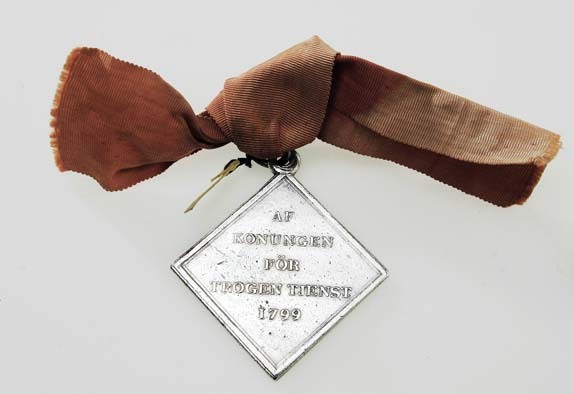 AF
KONUNGEN
FÖR
TROGEN TIENST
1799